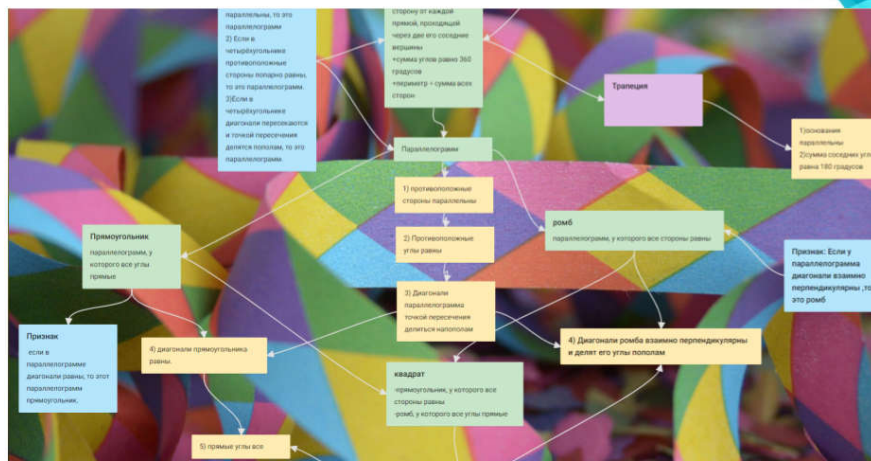 параллельны, то это
параллелограмм
2) Если в
четырёхугольнике
противоположные
стороны попарно равны,
то это параллелограмм.
3)Если в
четырёхугольнике
диагонали пересекаются
и точкой пересечения
делятся пополам, то это
параллелограмм.
сторону от каждой
прямой, проходящей
через две его соседние
вершины
+сумма углов равно 360
градусов
+периметр = сумма всех
сторон
Трапеция
1)основания
параллельны
2)сумма соседних угл
равна 180 градусов
Параллелограмм
1) противоположные
стороны параллельны
2) Противоположные
углы равны
3) Диагонали
параллелограмма
точкой пересечения
делиться напополам
Прямоугольник
параллелограмм, у
которого все углы
прямые
ромб
параллелограмм, у которого все стороны равны
Признак: Если у
параллелограмма
диагонали взаимно
перпендикулярны ,то
это ромб
Признак
если в
параллелограмме
диагонали равны, то этот
параллелограмм
прямоугольник.
4) диагонали прямоугольника
равны.
4) Диагонали ромба взаимно перпендикулярны
и делят его углы пополам
квадрат
-прямоугольник, у которого все
стороны равны
-ромб, у которого все углы прямые
5) прямые углы все